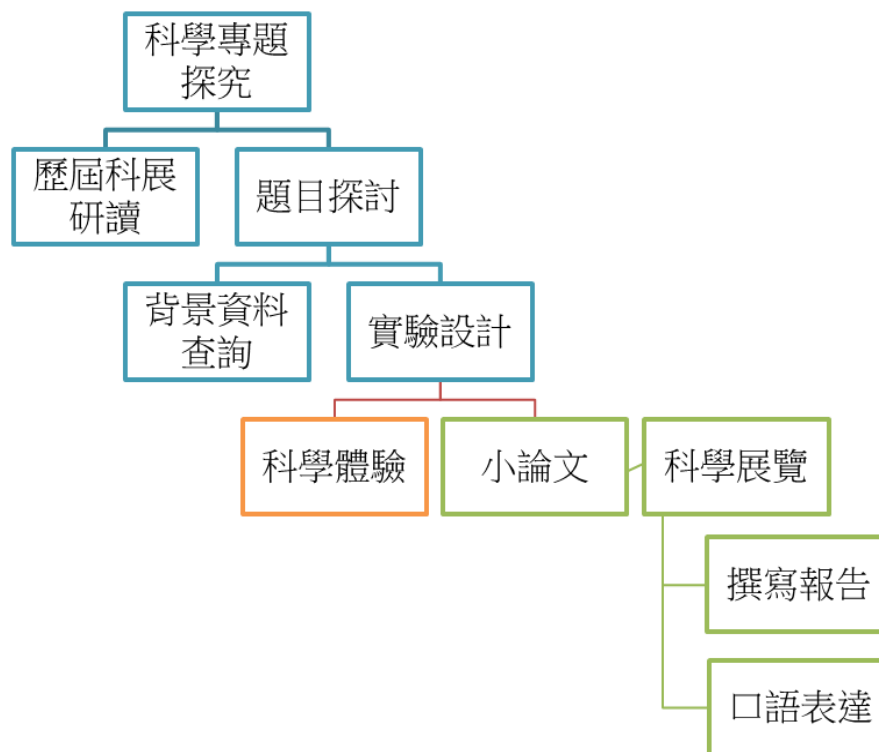 科學專題
探究
歷屆科展
研讀
題目探討
背景資料
查詢
實驗設計
科學體驗
小論文
科學展覽
撰寫報告
口語表達